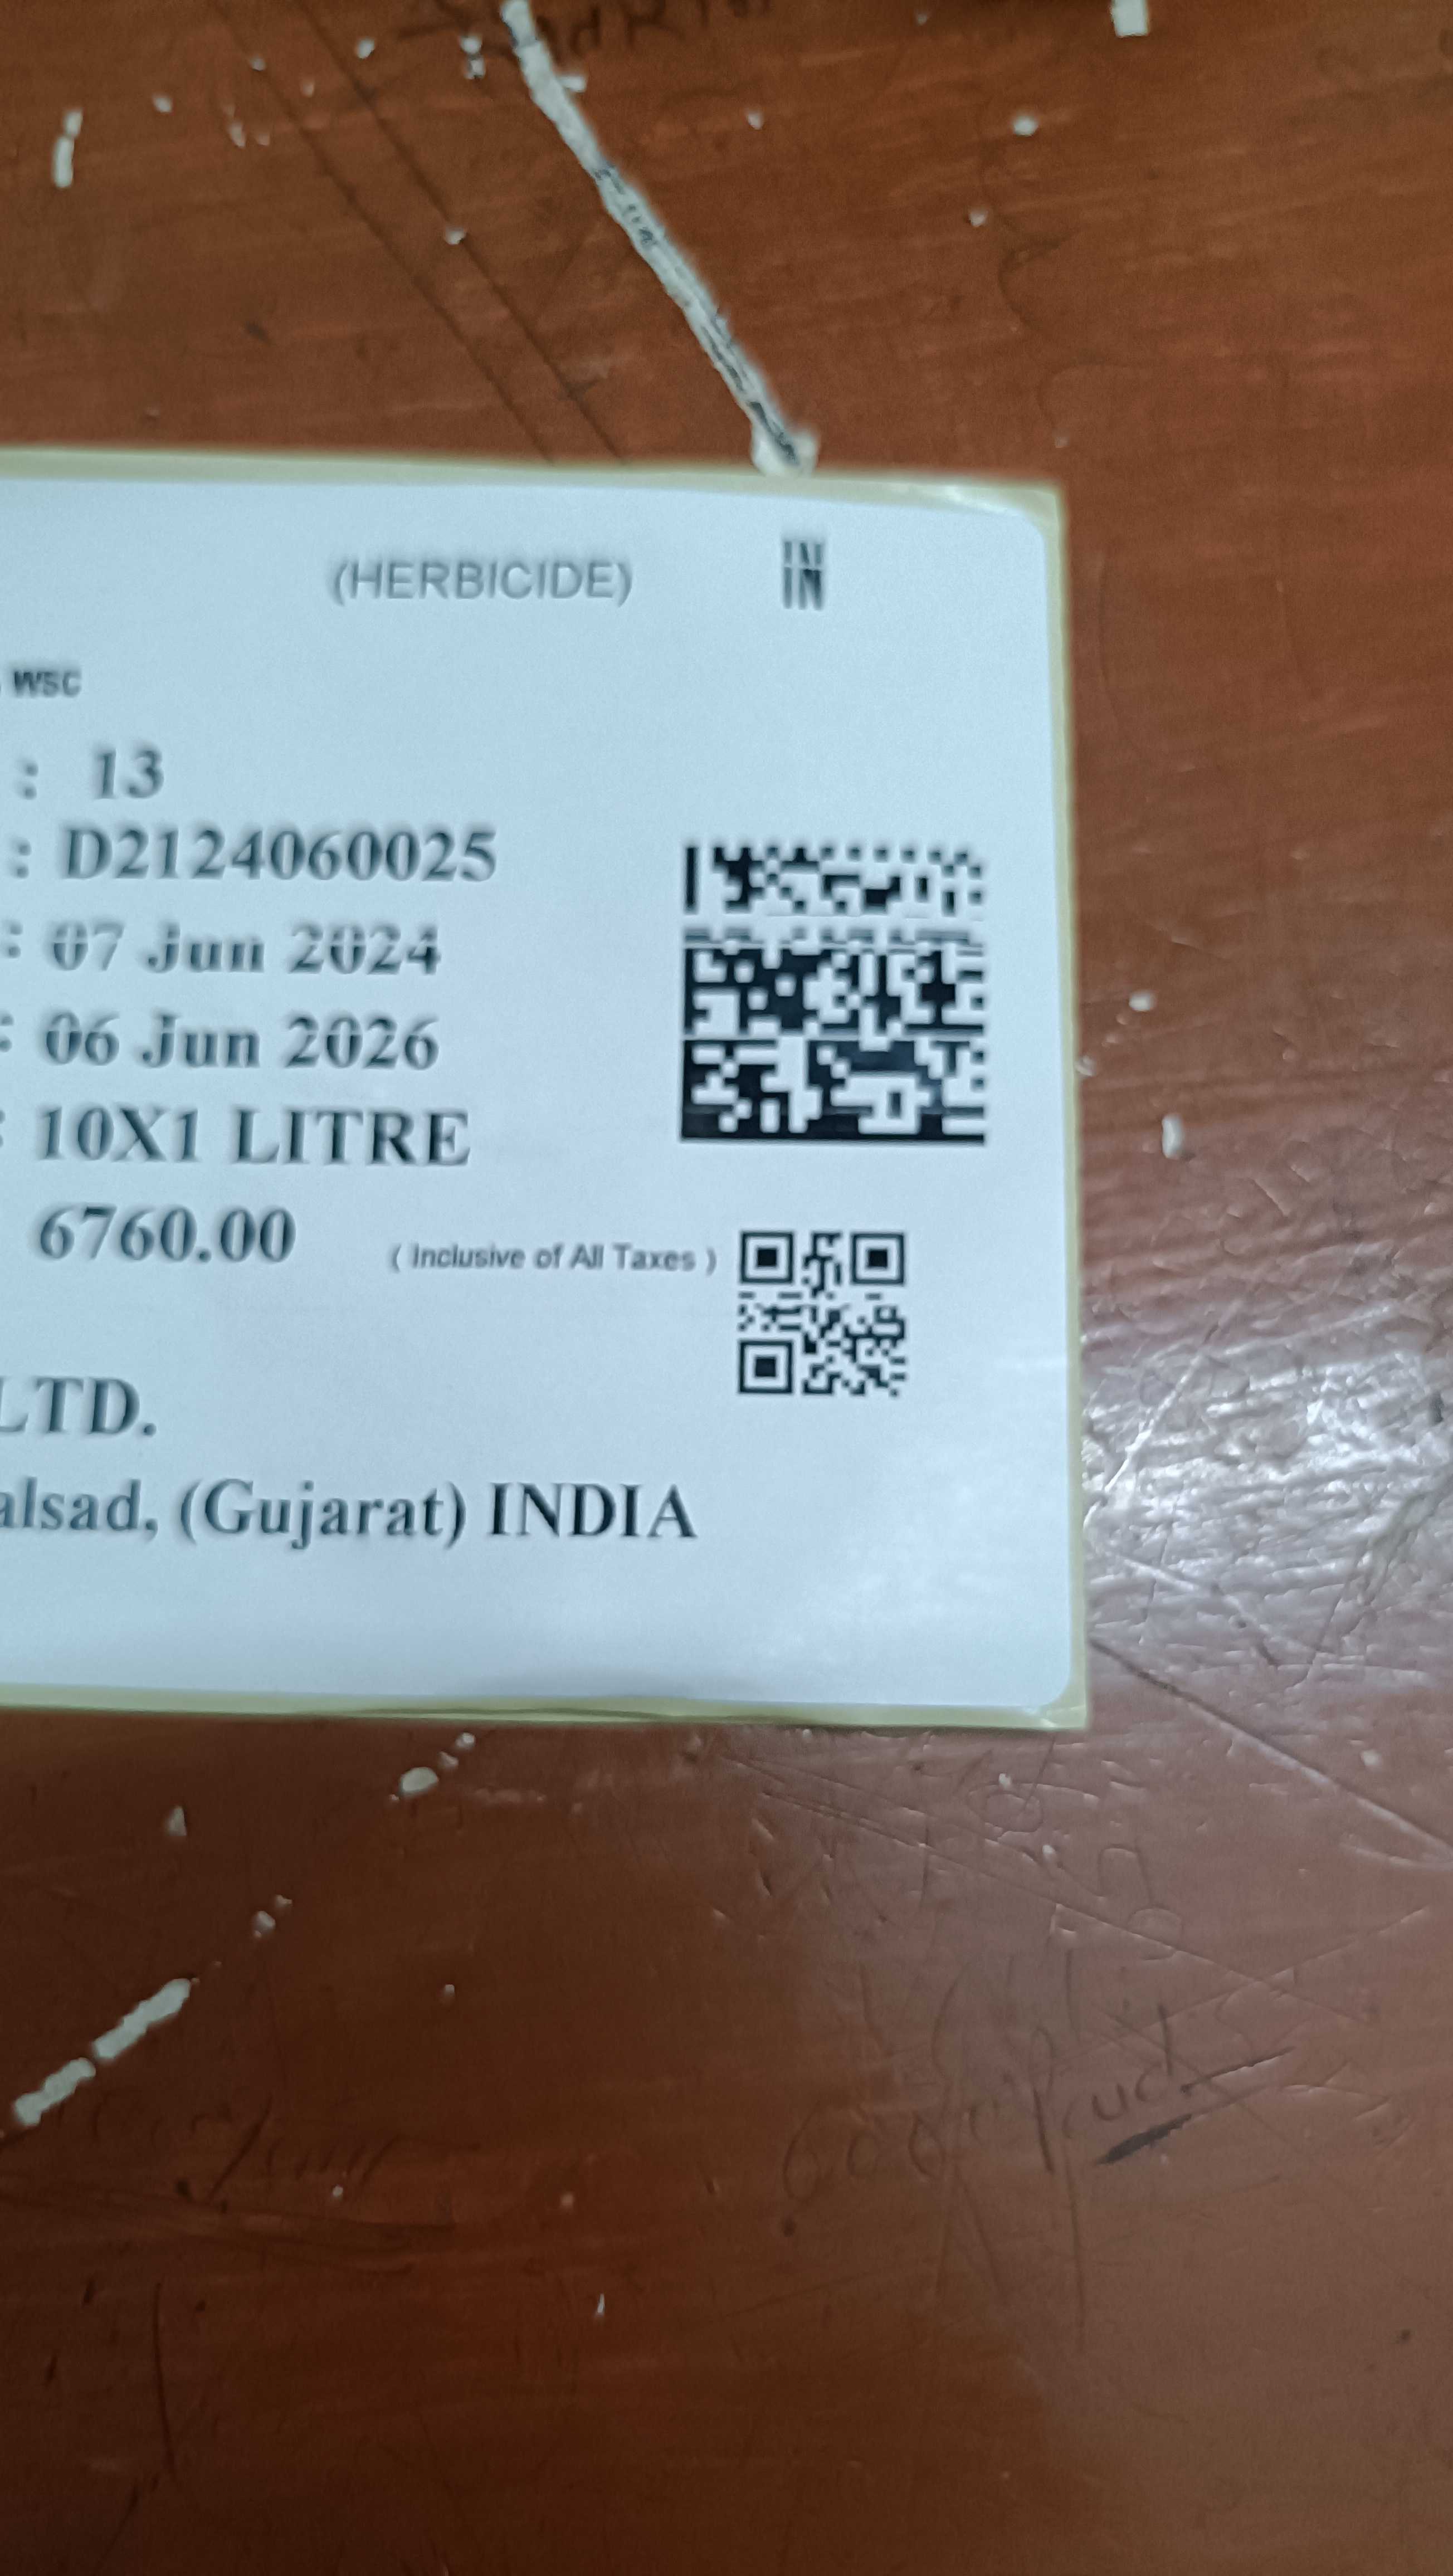 (HERBICIDE) IN
WSC
: 13
: D2124060025
: 07 Jun 2024
: 06 Jun 2026
: 10X1 LITRE
6760.00 ( Inclusive of All Taxes )
LTD.
alsad, (Gujarat) INDIA